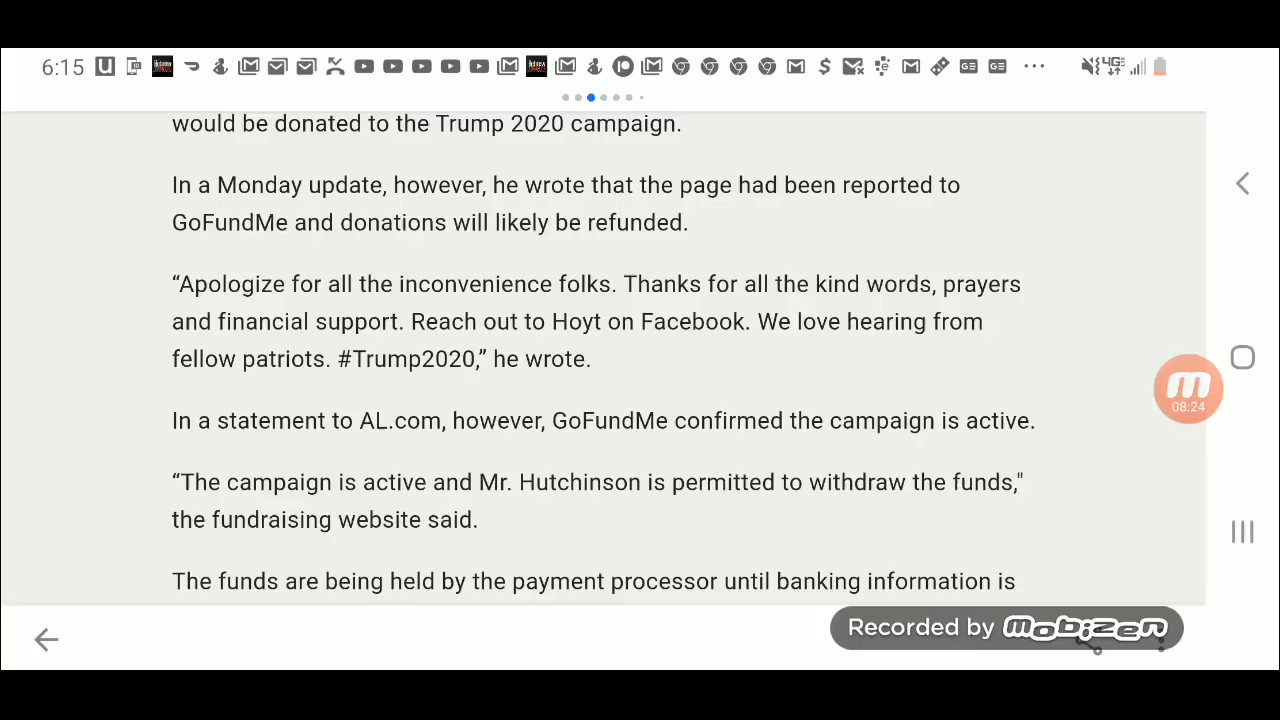 6:15
4G
would be donated to the Trump 2020 campaign.
In a Monday update, however, he wrote that the page had been reported to
GoFundMe and donations will likely be refunded.
“Apologize for all the inconvenience folks. Thanks for all the kind words, prayers
and financial support. Reach out to Hoyt on Facebook. We love hearing from
fellow patriots. #Trump2020,” he wrote.
08:24
In a statement to AL.com, however, GoFundMe confirmed the campaign is active.
“The campaign is active and Mr. Hutchinson is permitted to withdraw the funds,"
the fundraising website said.
The funds are being held by the payment processor until banking information is
Recorded by mobizen